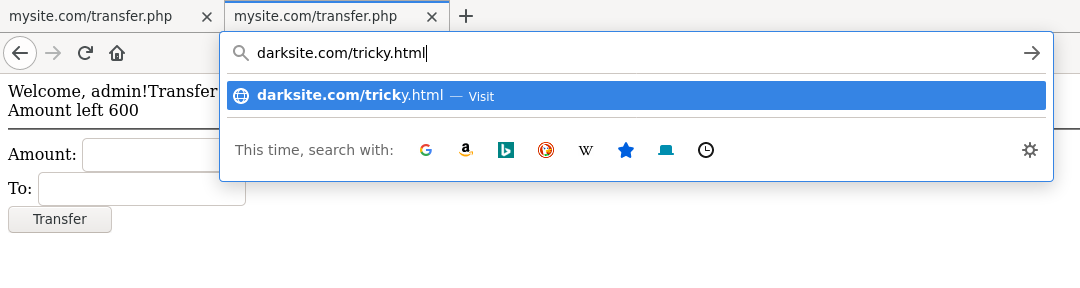 mysite.com/transfer.php
mysite.com/transfer.php
darksite.com/tricky.html
darksite.com/tricky.html — Visit
This time, search with:
Welcome, admin!Transfer
Amount left 600
Amount:
To:
Transfer